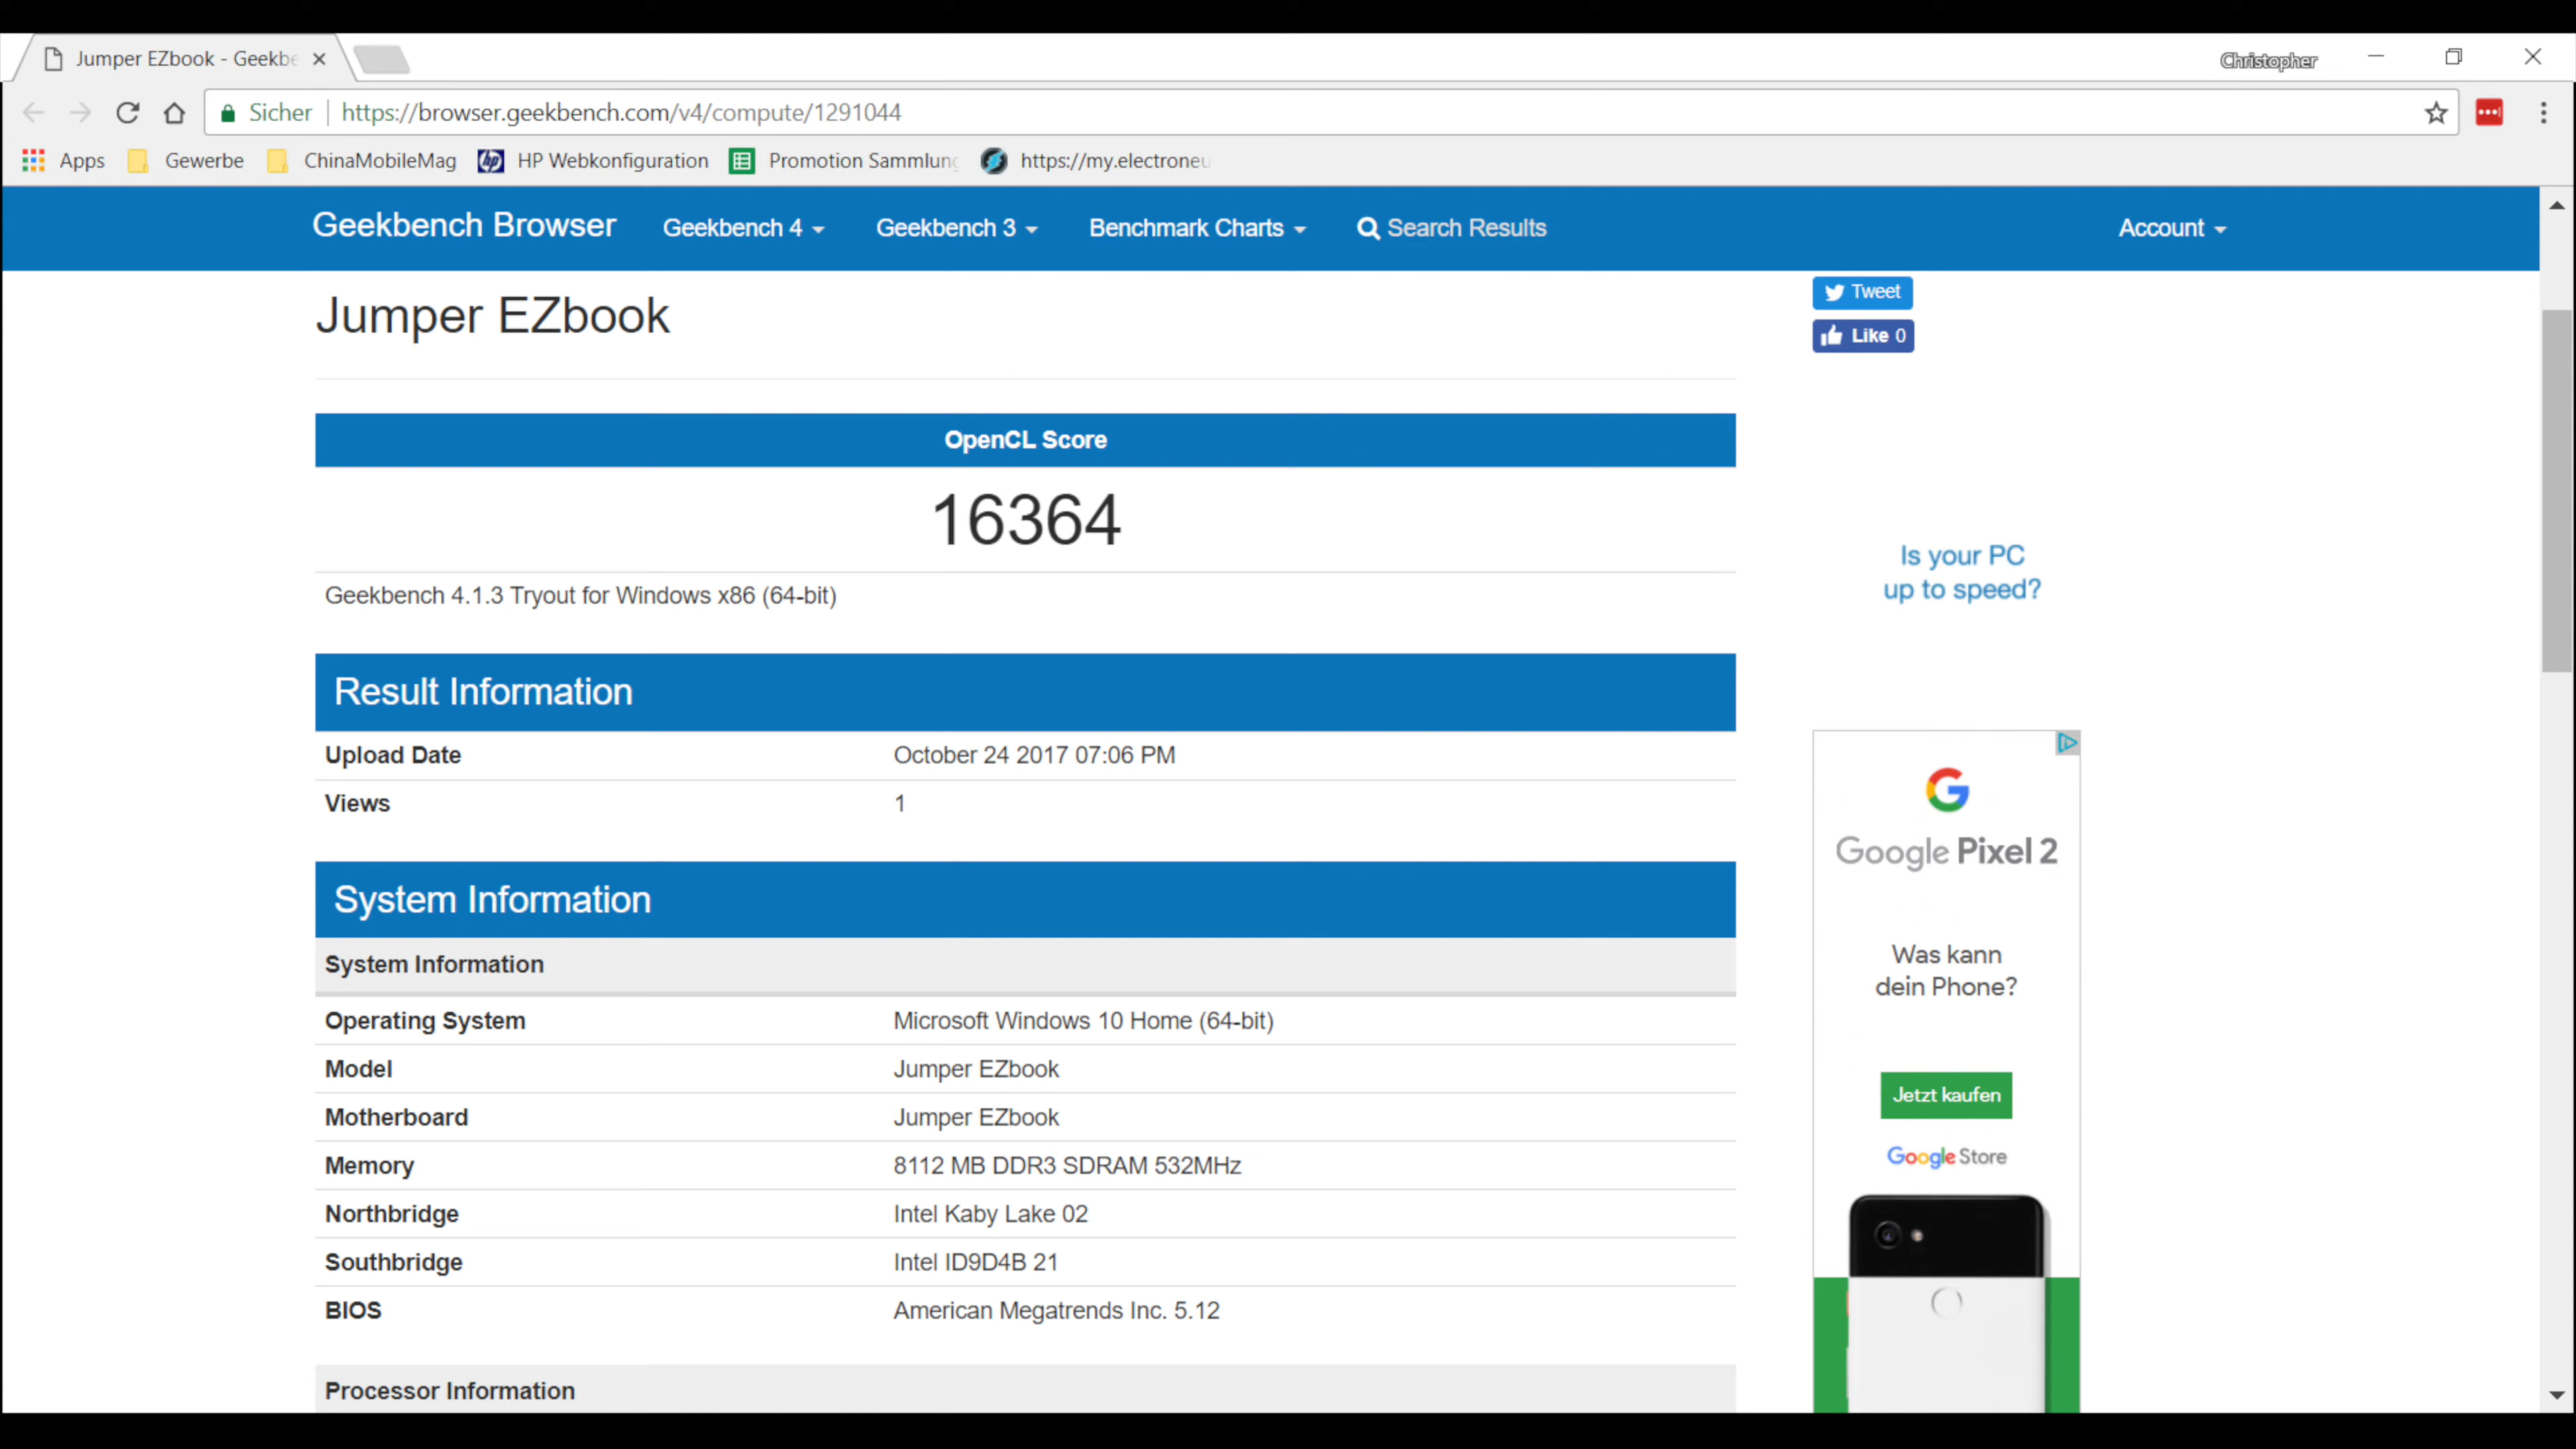 Jumper EZbook - Geekbe
Christopher
Sicher https://browser.geekbench.com/v4/compute/1291044
Apps Gewerbe ChinaMobileMag HP Webkonfiguration Promotion Sammlung https://my.electroneu
Geekbench Browser Geekbench 4 Geekbench 3 Benchmark Charts Search Results Account
Jumper EZbook
Tweet
Like 0
OpenCL Score
16364
Geekbench 4.1.3 Tryout for Windows x86 (64-bit)
Is your PC
up to speed?
Result Information
Upload Date October 24 2017 07:06 PM
Views 1
System Information
System Information
Operating System Microsoft Windows 10 Home (64-bit)
Model Jumper EZbook
Motherboard Jumper EZbook
Memory 8112 MB DDR3 SDRAM 532MHz
Northbridge Intel Kaby Lake 02
Southbridge Intel ID9D4B 21
BIOS American Megatrends Inc. 5.12
Processor Information
Google Pixel 2
Was kann
dein Phone?
Jetzt kaufen
Google Store